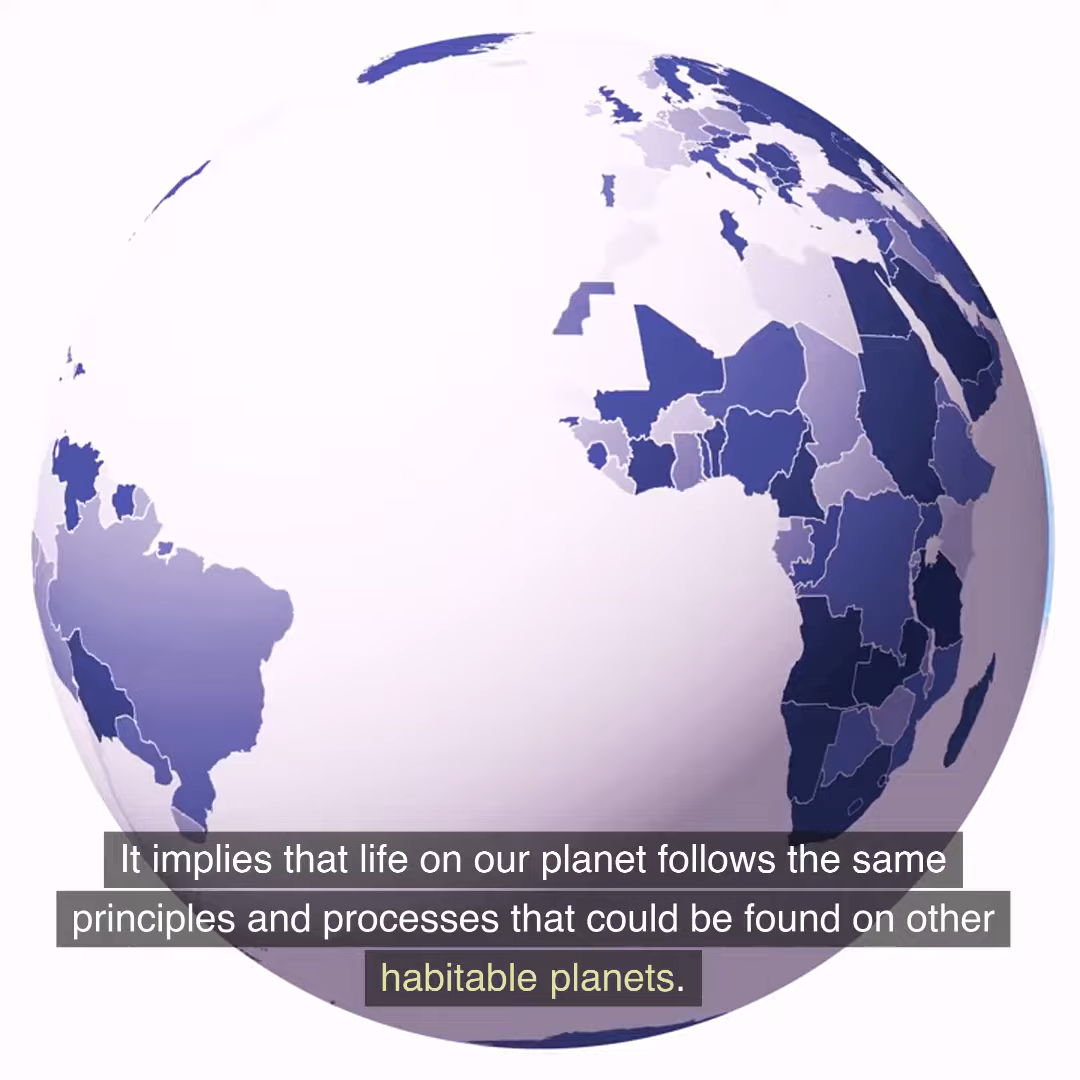 It implies that life on our planet follows the same
principles and processes that could be found on other
habitable planets.